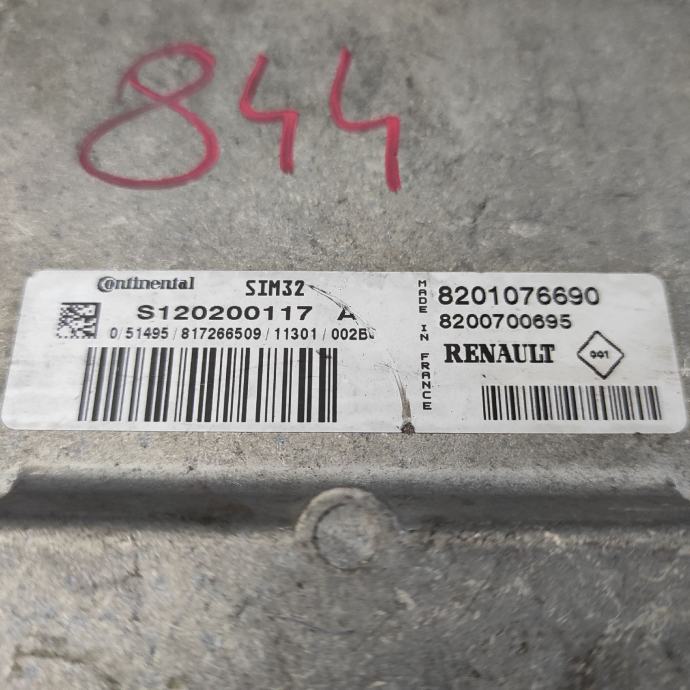 844
Continental SIM32
S120200117 A
0/51495/817266509/11301/002B
MADE IN FRANCE
8201076690
8200700695
RENAULT